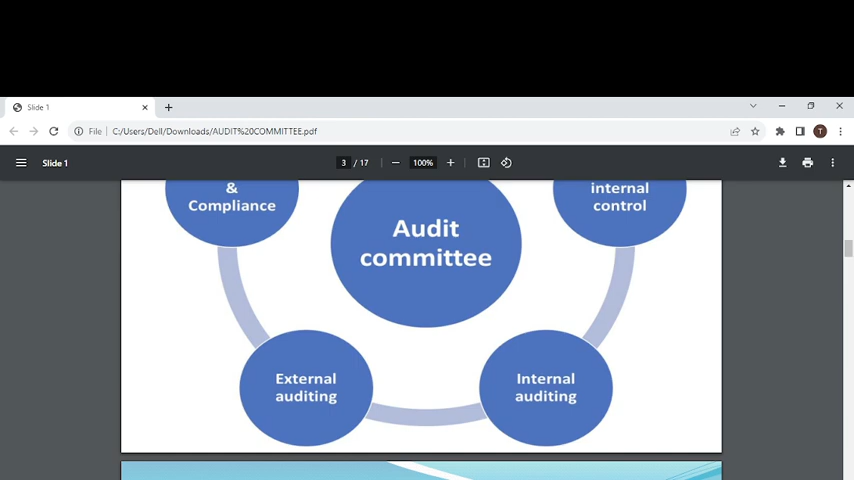 Slide 1
T
File
C:/Users/Dell/Downloads/AUDIT%20COMMITTEE.pdf
Slide 1
3 / 17
100%
&
Compliance
internal
control
Audit
committee
External
auditing
Internal
auditing